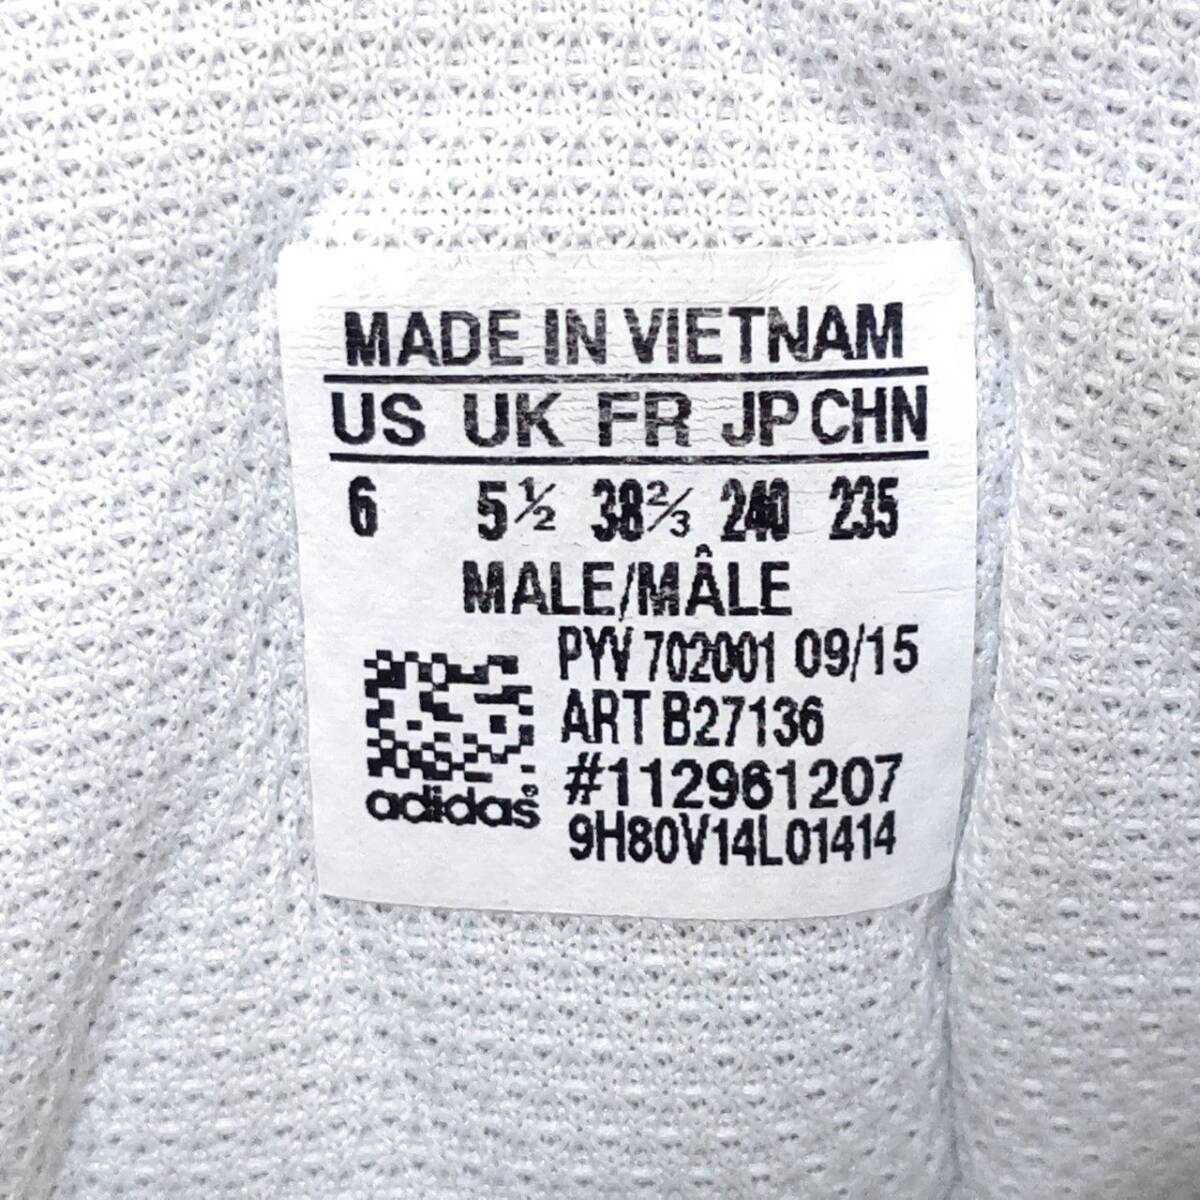 MADE IN VIETNAM
US UK FR JP CHN
6 5½ 38⅔ 240 235
MALE/MÂLE
PYV 702001 09/15
ART B27136
#112961207
adidas®
9H80V14L01414